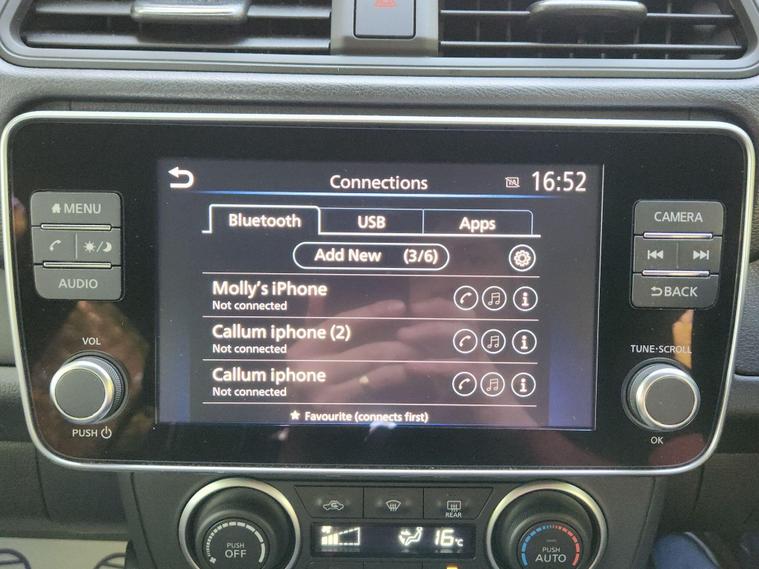 Connections TA 16:52
MENU
AUDIO
VOL
PUSH
Bluetooth USB Apps
Add New (3/6)
Molly's iPhone
Not connected
Callum iphone (2)
Not connected
Callum iphone
Not connected
Favourite (connects first)
CAMERA
BACK
TUNE·SCROLL
OK
REAR
PUSH
OFF
16°C
PUSH
AUTO